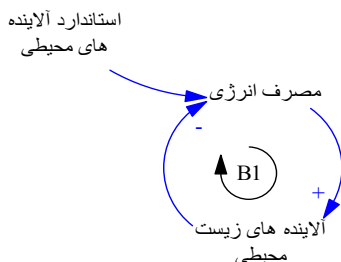 استاندارد آلاینده
های محیطی
مصرف انرژی
-
B1
+
آلاینده های زیست
محیطی